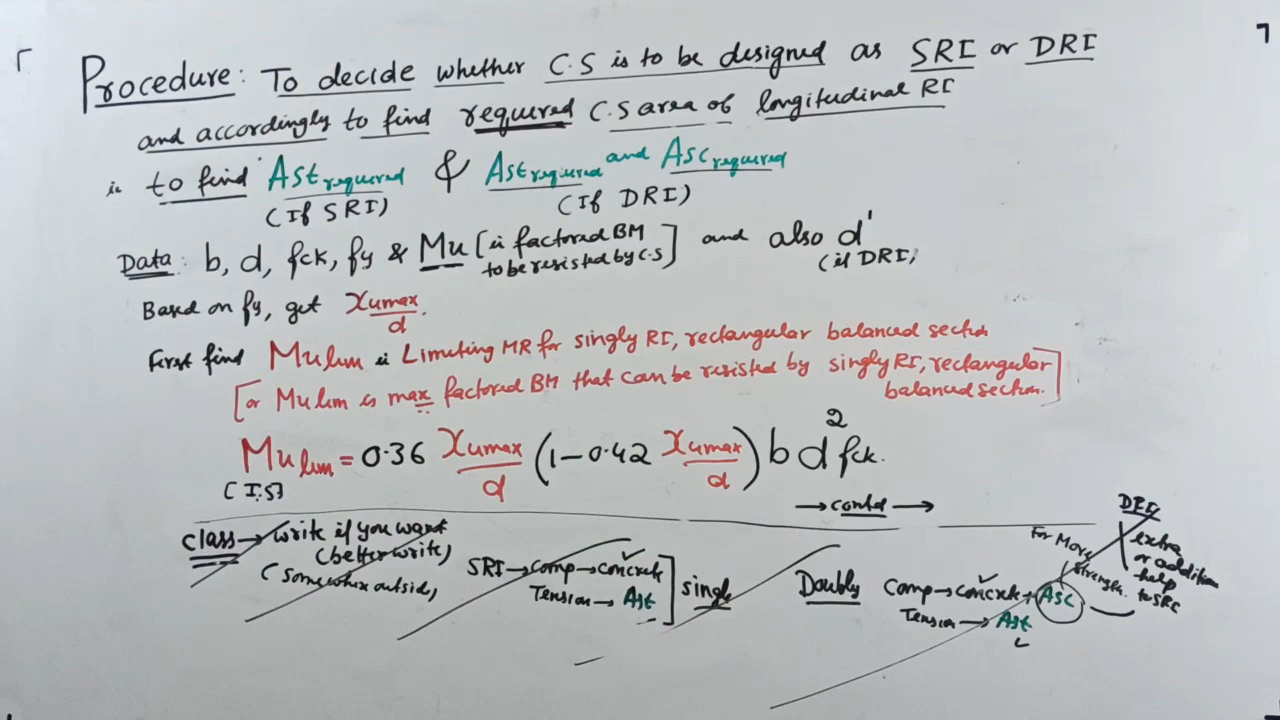 Procedure: To decide whether C.S is to be designed as SRI or DRI
and accordingly to find required C.S area of longitudinal RI
ie to find Ast required & Ast required and Asc required
(If SRI) (If DRI)
Data: b, d, fck, fy & Mu [ie factored BM to be resisted by C.S] and also d' (if DRI)
Based on fy, get xumax/d.
First find Mulim ie Limiting MR for singly RI, rectangular balanced section
[or Mulim is max factored BM that can be resisted by singly RI, rectangular
balanced section.]
Mulim = 0.36 xumax/d (1-0.42 xumax/d) b d² fck.
(I.S)
→ contd →
class → write if you want
(better write)
(Somewhere outside)
SRI → comp → concrete ✓
Tension → Ast
] single
Doubly Comp → concrete ✓ + Asc
Tension → Ast
For More strength.
extra
or addition
help
to SRI